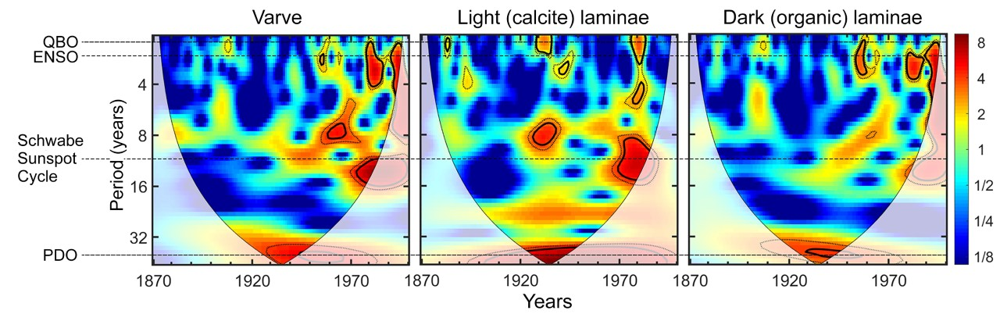 Varve
Light (calcite) laminae
Dark (organic) laminae
QBO
ENSO
Schwabe
Sunspot
Cycle
PDO
Period (years)
4
8
16
32
1870
1920
1970
1870
1920
1970
1870
1920
1970
Years
8
4
2
1
1/2
1/4
1/8